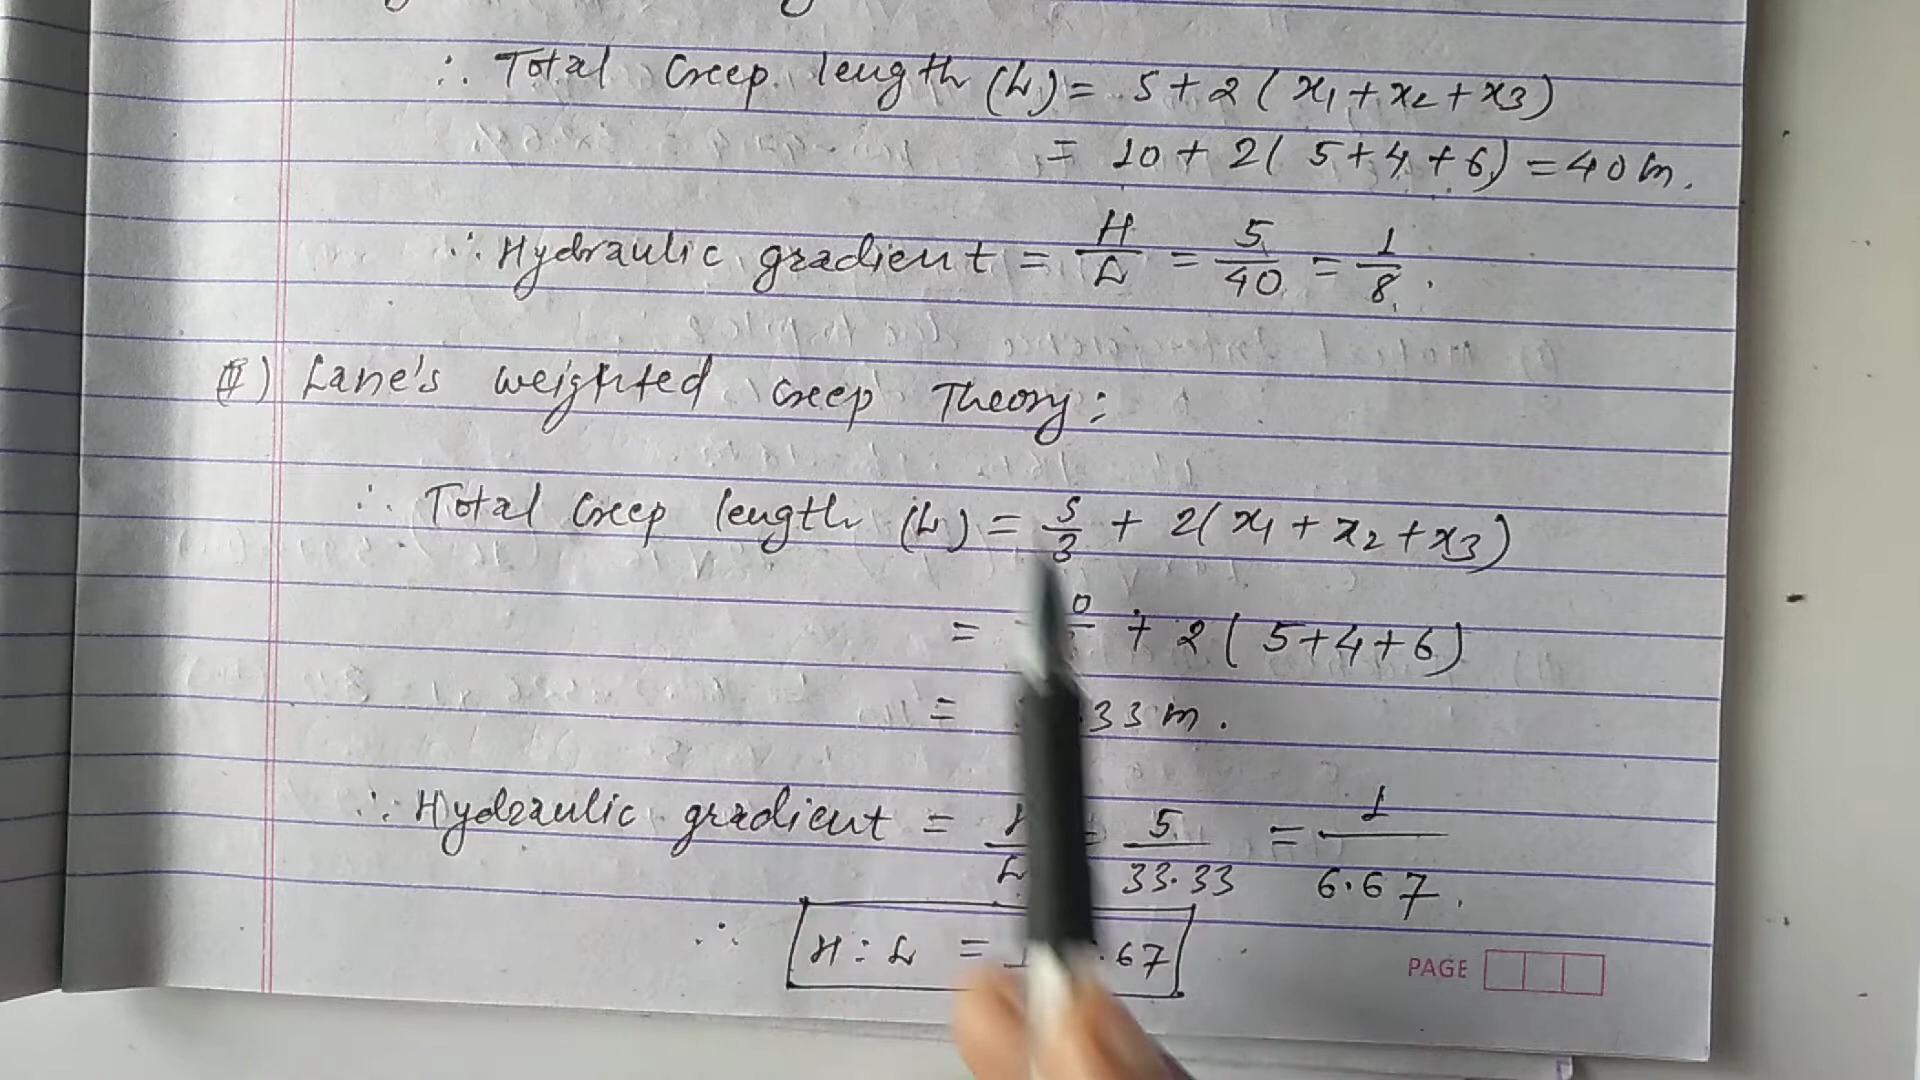 ∴ Total Creep length (L) = S + 2 ( x1 + x2 + x3 )
= 10 + 2 ( 5 + 4 + 6 ) = 40 m.
∴ Hydraulic gradient = H/L = 5/40 = 1/8 .
II) Lane's weighted Creep Theory :
∴ Total Creep length (L) = S/3 + 2( x1 + x2 + x3 )
= 0 + 2 ( 5 + 4 + 6 )
= 33 m .
∴ Hydraulic gradient = /L = 5/33.33 = 1/6.67 .
∴ H : L = .67
PAGE